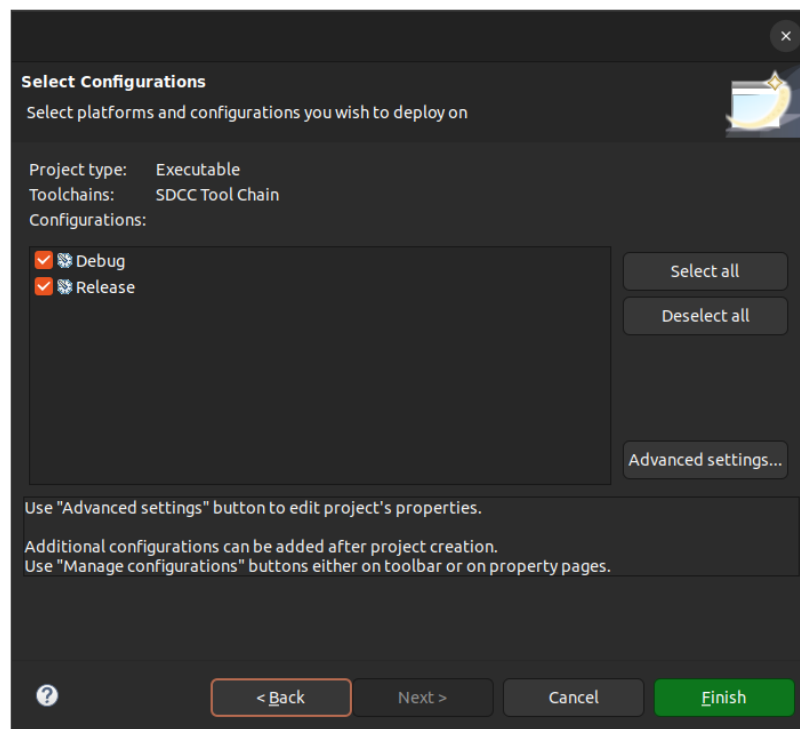 Select Configurations
Select platforms and configurations you wish to deploy on
Project type: Executable
Toolchains: SDCC Tool Chain
Configurations:
Debug
Release
Select all
Deselect all
Advanced settings...
Use "Advanced settings" button to edit project's properties.
Additional configurations can be added after project creation.
Use "Manage configurations" buttons either on toolbar or on property pages.
? < Back Next > Cancel Finish